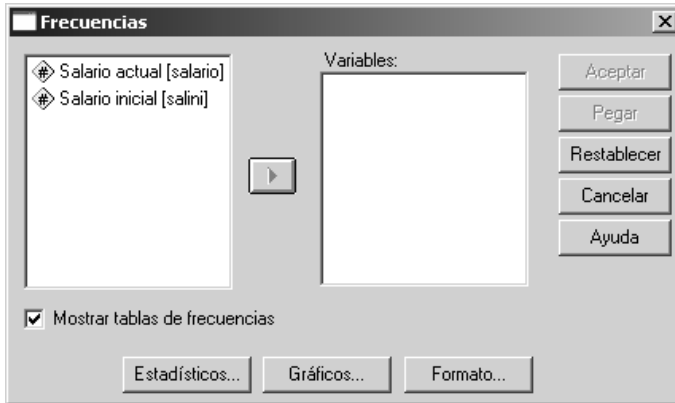 Frecuencias
Salario actual [salario]
Salario inicial [salini]
Variables:
Aceptar
Pegar
Restablecer
Cancelar
Ayuda
Mostrar tablas de frecuencias
Estadísticos...
Gráficos...
Formato...